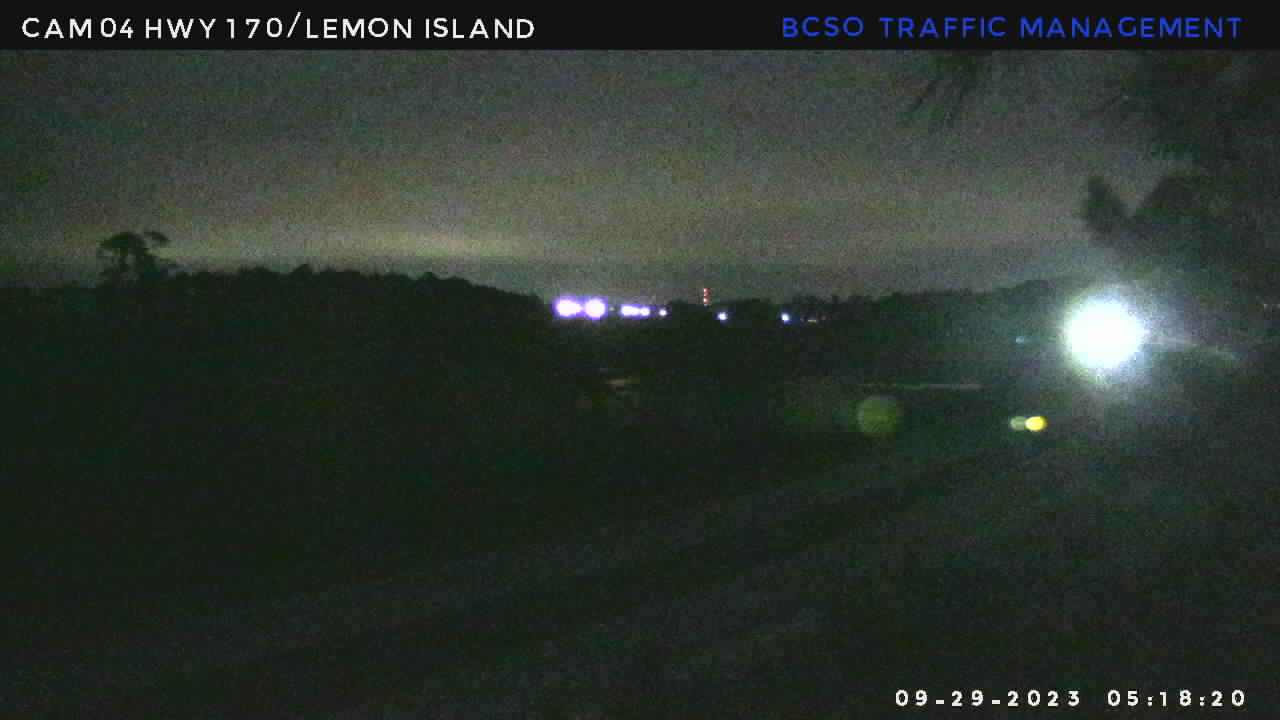 CAM04 HWY 170/LEMON ISLAND
BCSO TRAFFIC MANAGEMENT
09-29-2023 05:18:20